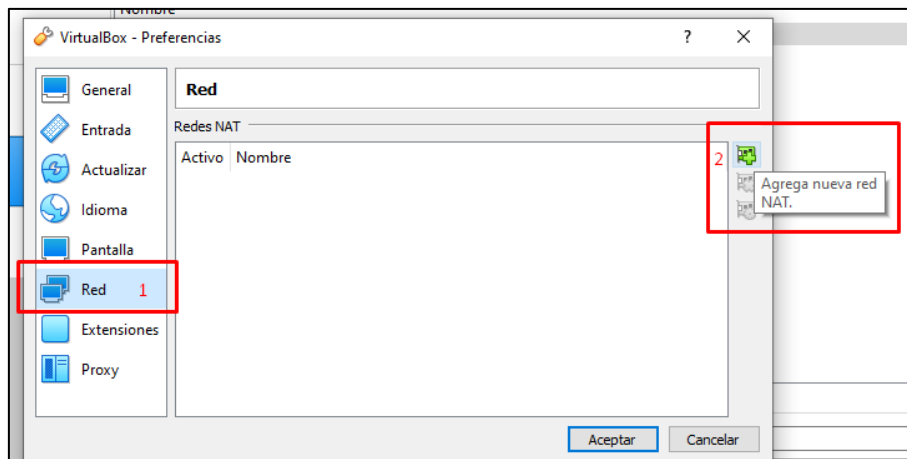 Nombre
VirtualBox - Preferencias
?
General
Entrada
Actualizar
Idioma
Pantalla
Red 1
Extensiones
Proxy
Red
Redes NAT
Activo Nombre
2
Agrega nueva red
NAT.
Aceptar
Cancelar